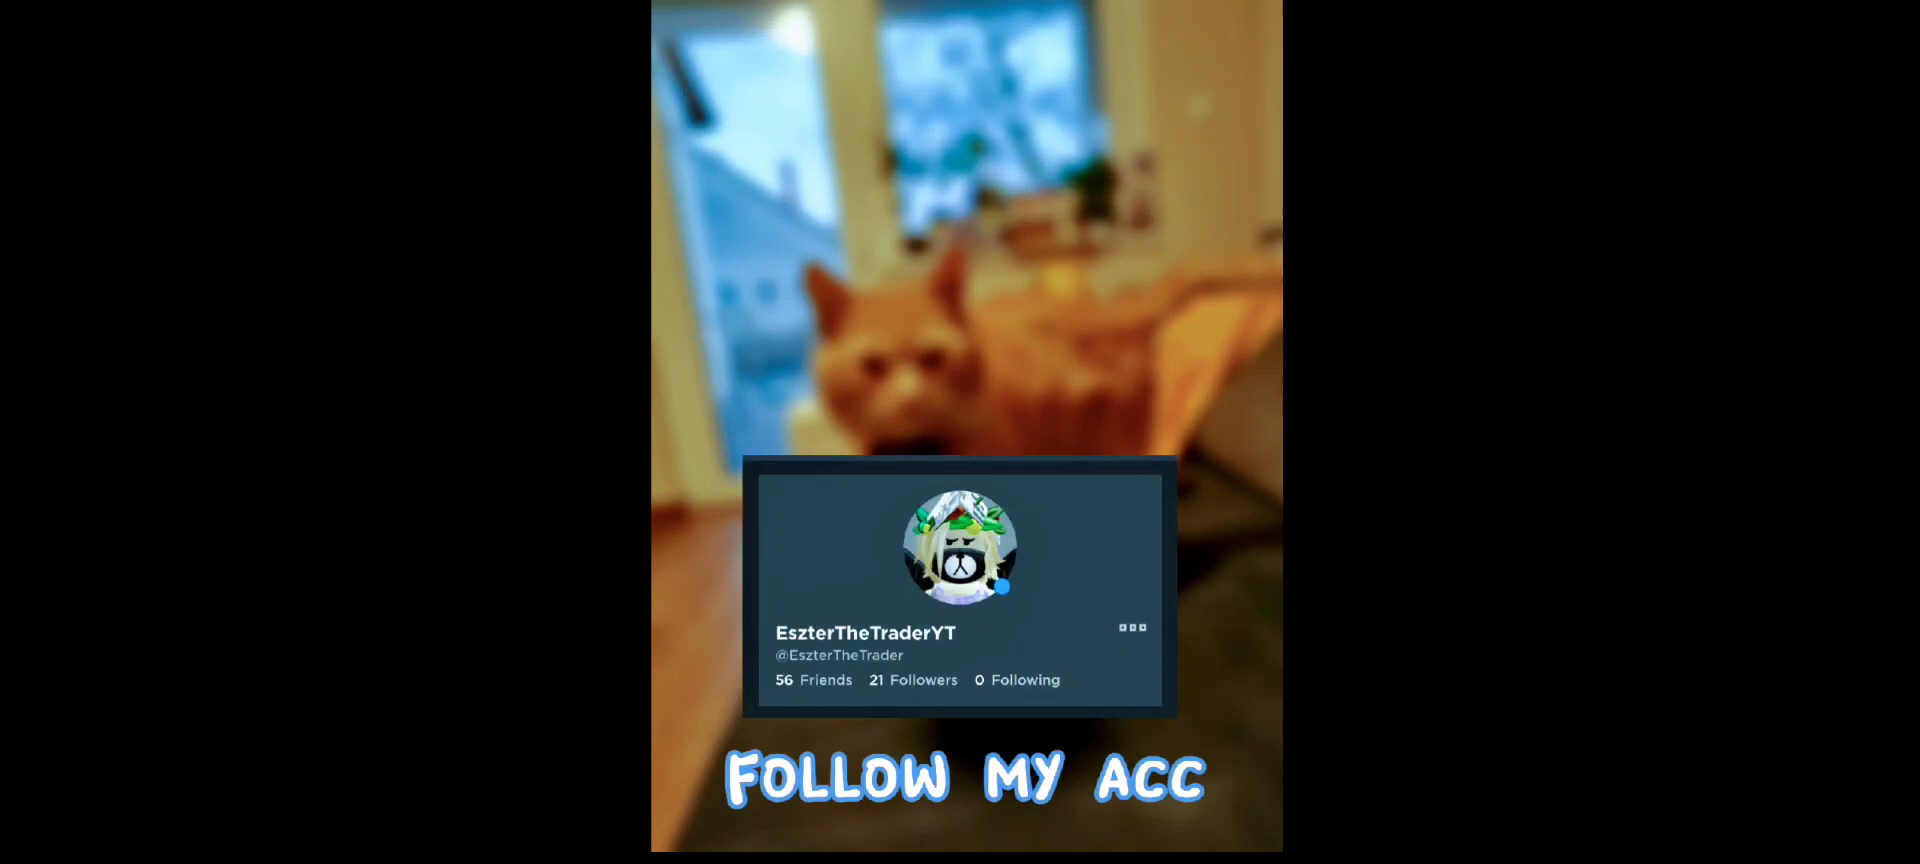 EszterTheTraderYT
@EszterTheTrader
56 Friends 21 Followers 0 Following
FOLLOW MY ACC